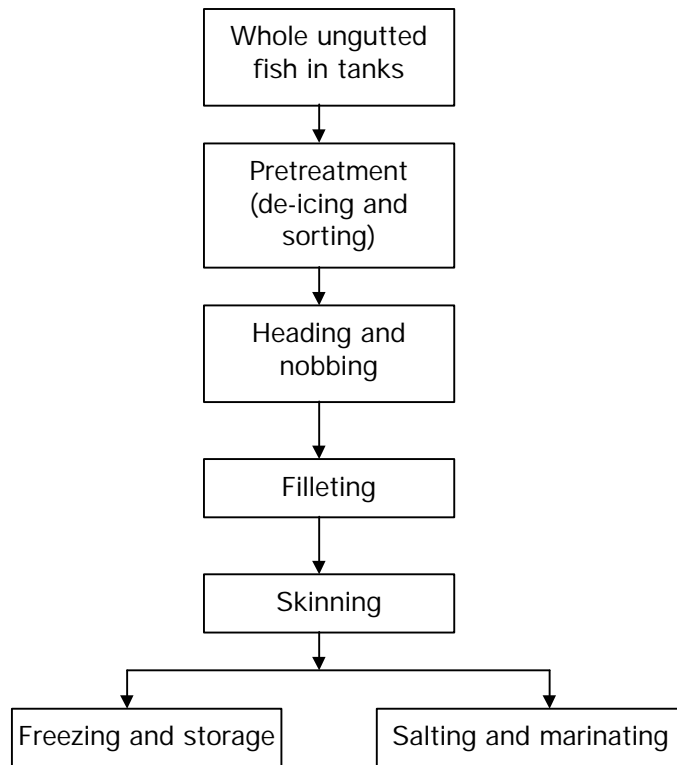 Whole ungutted
fish in tanks
Pretreatment
(de-icing and
sorting)
Heading and
nobbing
Filleting
Skinning
Freezing and storage
Salting and marinating